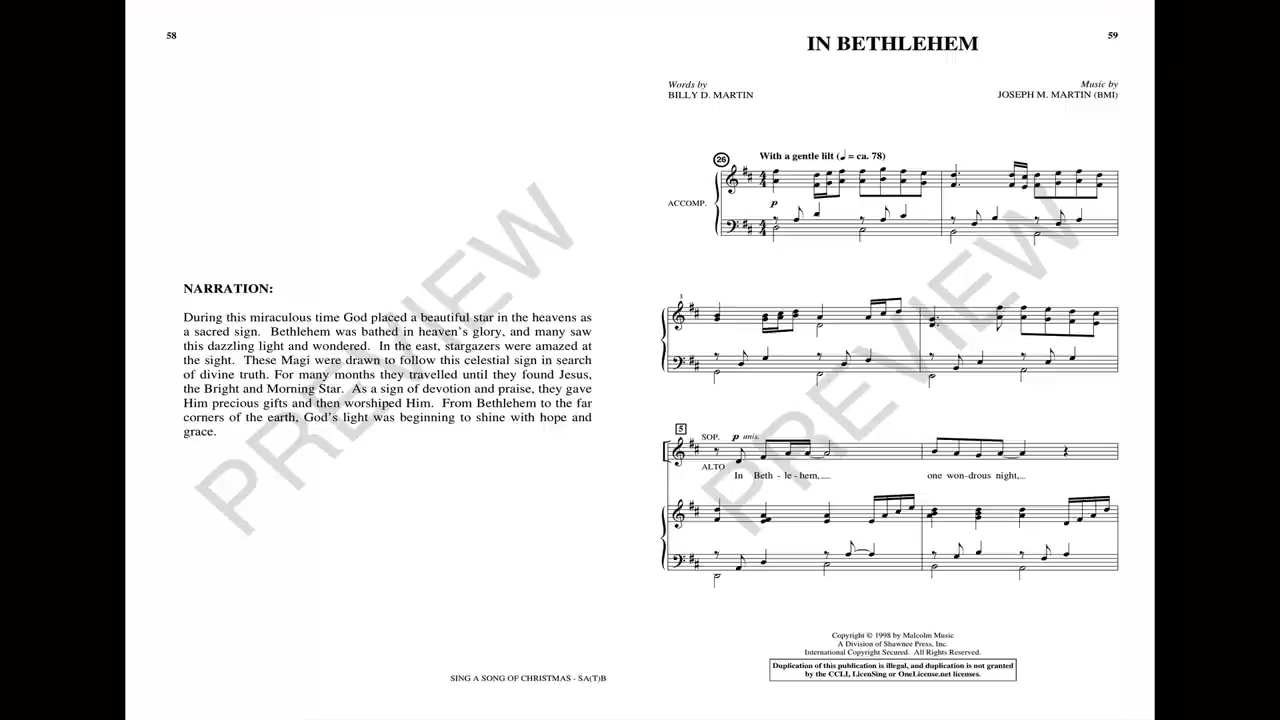 58
NARRATION:
During this miraculous time God placed a beautiful star in the heavens as
a sacred sign. Bethlehem was bathed in heaven's glory, and many saw
this dazzling light and wondered. In the east, stargazers were amazed at
the sight. These Magi were drawn to follow this celestial sign in search
of divine truth. For many months they travelled until they found Jesus,
the Bright and Morning Star. As a sign of devotion and praise, they gave
Him precious gifts and then worshiped Him. From Bethlehem to the far
corners of the earth, God's light was beginning to shine with hope and
grace.
PREVIEW
SING A SONG OF CHRISTMAS - SA(T)B
59
IN BETHLEHEM
Words by
BILLY D. MARTIN
Music by
JOSEPH M. MARTIN (BMI)
26
With a gentle lilt (♩ = ca. 78)
ACCOMP.
p
3
5
SOP.
p unis.
ALTO
In Beth - le - hem,
one won-drous night,
PREVIEW
Copyright © 1998 by Malcolm Music
A Division of Shawnee Press, Inc.
International Copyright Secured. All Rights Reserved.
Duplication of this publication is illegal, and duplication is not granted
by the CCLI, LicenSing or OneLicense.net licenses.